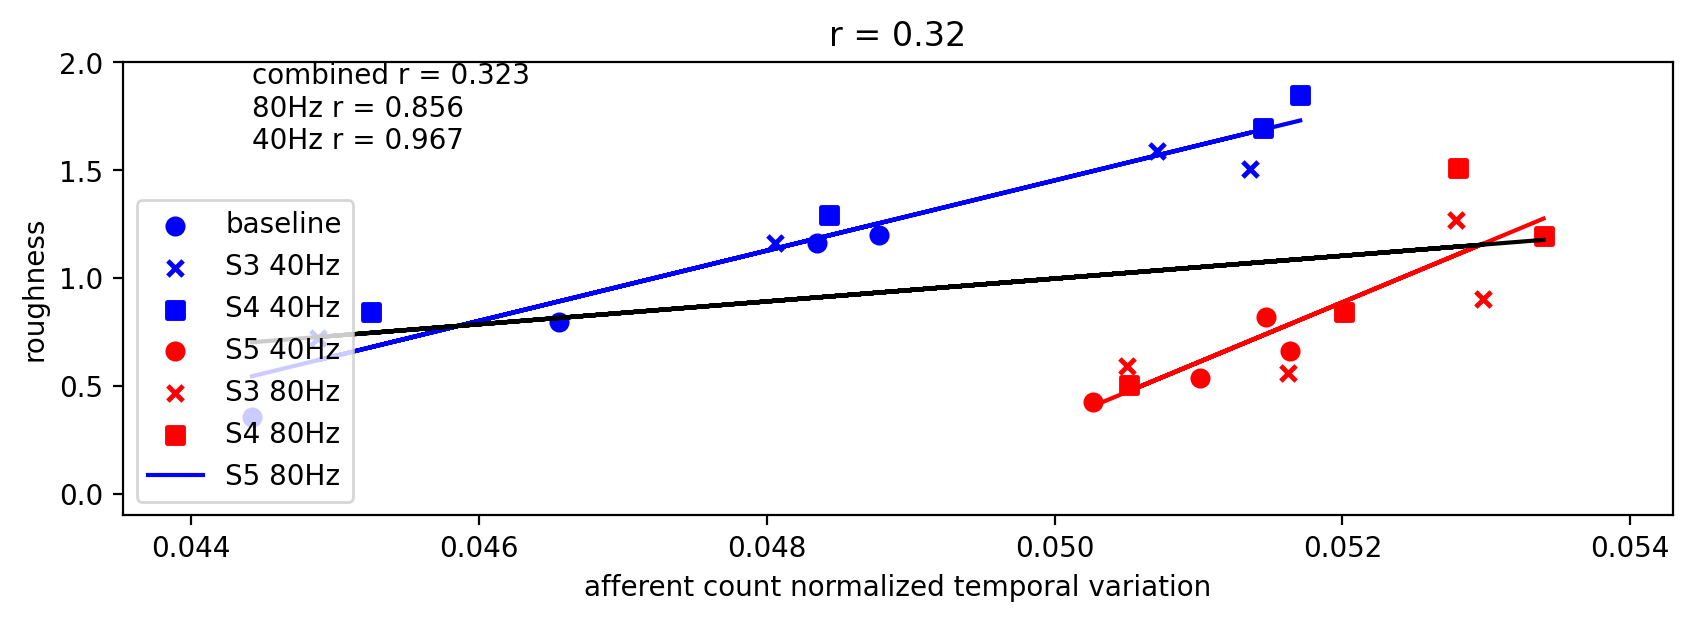 r = 0.32
combined r = 0.323
80Hz r = 0.856
40Hz r = 0.967
baseline
S3 40Hz
S4 40Hz
S5 40Hz
S3 80Hz
S4 80Hz
S5 80Hz
roughness
2.0
1.5
1.0
0.5
0.0
0.044 0.046 0.048 0.050 0.052 0.054
afferent count normalized temporal variation